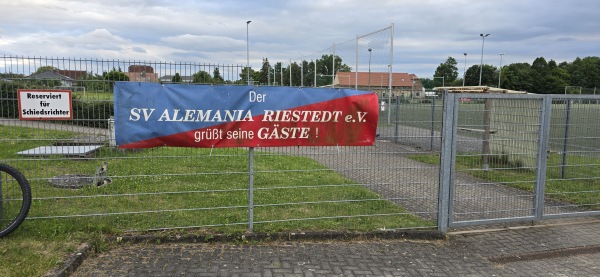 Reserviert
für
Schiedsrichter
Der
SV ALEMANIA RIESTEDT e.V.
grüßt seine GÄSTE !